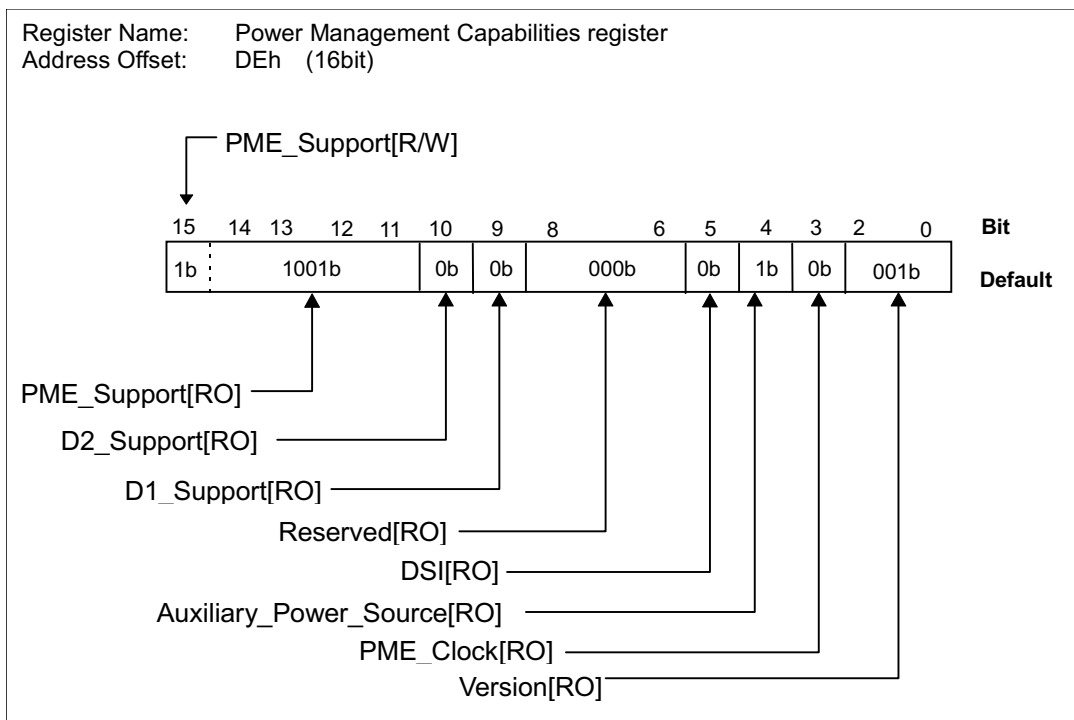 Register Name: Power Management Capabilities register
Address Offset: DEh (16bit)
PME_Support[R/W]
15 14 13 12 11 10 9 8 6 5 4 3 2 0 Bit
1b 1001b 0b 0b 000b 0b 1b 0b 001b Default
PME_Support[RO]
D2_Support[RO]
D1_Support[RO]
Reserved[RO]
DSI[RO]
Auxiliary_Power_Source[RO]
PME_Clock[RO]
Version[RO]